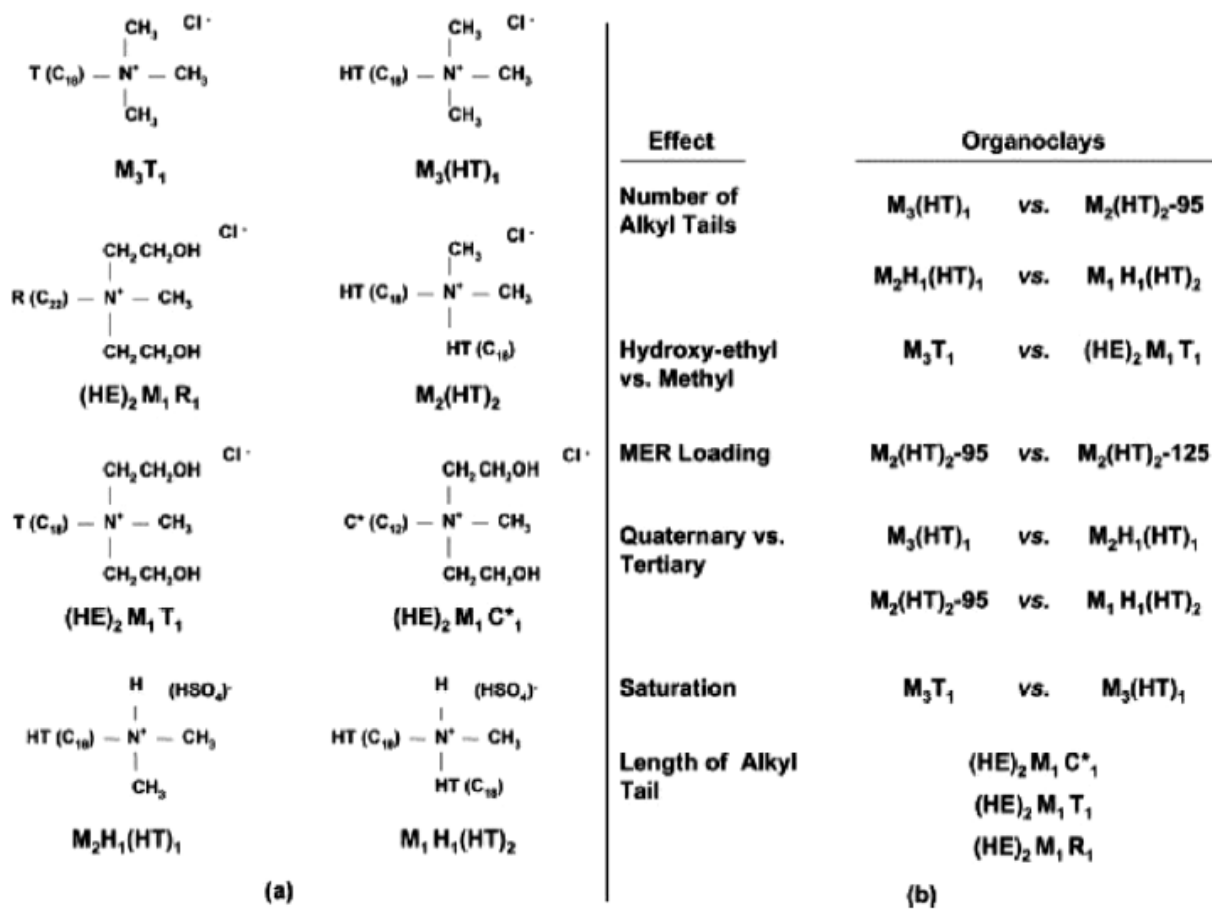 CH₃ Cl⁻ CH₃ Cl⁻
T (C₁₈) — N⁺ — CH₃ HT (C₁₈) — N⁺ — CH₃
CH₃ CH₃
M₃T₁ M₃(HT)₁
CH₂CH₂OH Cl⁻ CH₃ Cl⁻
R (C₂₂) — N⁺ — CH₃ HT (C₁₈) — N⁺ — CH₃
CH₂CH₂OH HT (C₁₈)
(HE)₂ M₁ R₁ M₂(HT)₂
CH₂CH₂OH Cl⁻ CH₂CH₂OH Cl⁻
T (C₁₈) — N⁺ — CH₃ C* (C₁₂) — N⁺ — CH₃
CH₂CH₂OH CH₂CH₂OH
(HE)₂ M₁ T₁ (HE)₂ M₁ C*₁
H (HSO₄)⁻ H (HSO₄)⁻
HT (C₁₈) — N⁺ — CH₃ HT (C₁₈) — N⁺ — CH₃
CH₃ HT (C₁₈)
M₂H₁(HT)₁ M₁ H₁(HT)₂
(a)
Effect Organoclays
Number of
Alkyl Tails
M₃(HT)₁ vs. M₂(HT)₂-95
M₂H₁(HT)₁ vs. M₁ H₁(HT)₂
Hydroxy-ethyl
vs. Methyl
M₃T₁ vs. (HE)₂ M₁ T₁
MER Loading M₂(HT)₂-95 vs. M₂(HT)₂-125
Quaternary vs.
Tertiary
M₃(HT)₁ vs. M₂H₁(HT)₁
M₂(HT)₂-95 vs. M₁ H₁(HT)₂
Saturation M₃T₁ vs. M₃(HT)₁
Length of Alkyl
Tail
(HE)₂ M₁ C*₁
(HE)₂ M₁ T₁
(HE)₂ M₁ R₁
(b)